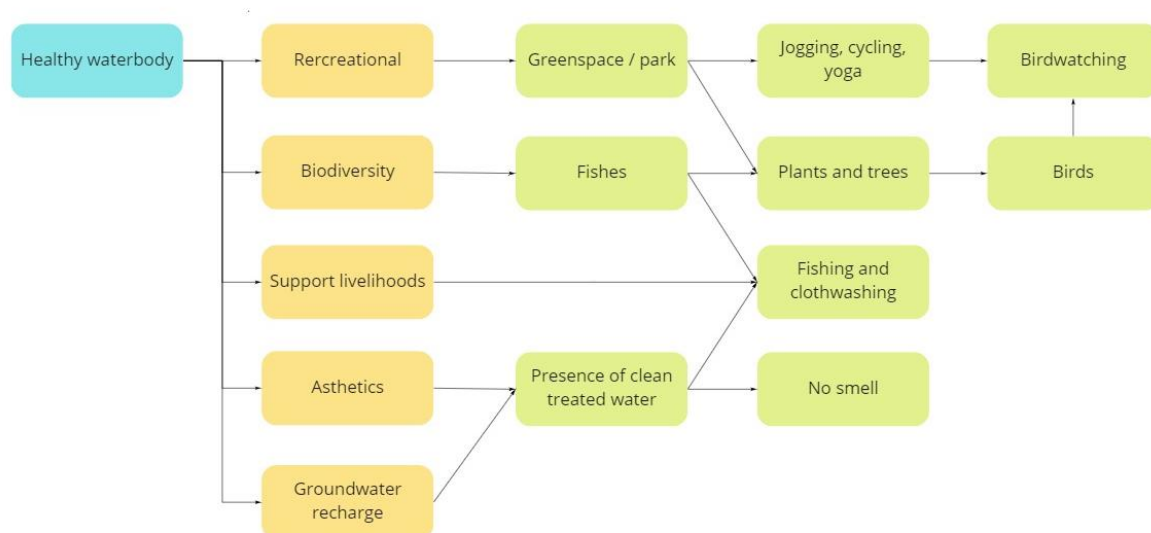 Healthy waterbody
Rercreational
Greenspace / park
Jogging, cycling,
yoga
Birdwatching
Biodiversity
Fishes
Plants and trees
Birds
Support livelihoods
Fishing and
clothwashing
Asthetics
Presence of clean
treated water
No smell
Groundwater
recharge